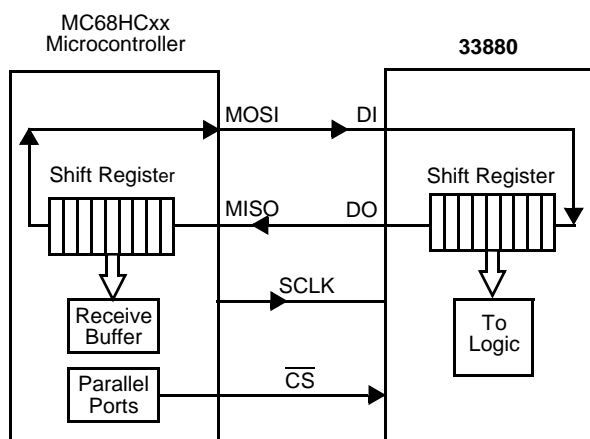 MC68HCxx
Microcontroller
33880
MOSI
DI
Shift Register
Shift Register
MISO
DO
SCLK
Receive
Buffer
To
Logic
Parallel
Ports
CS